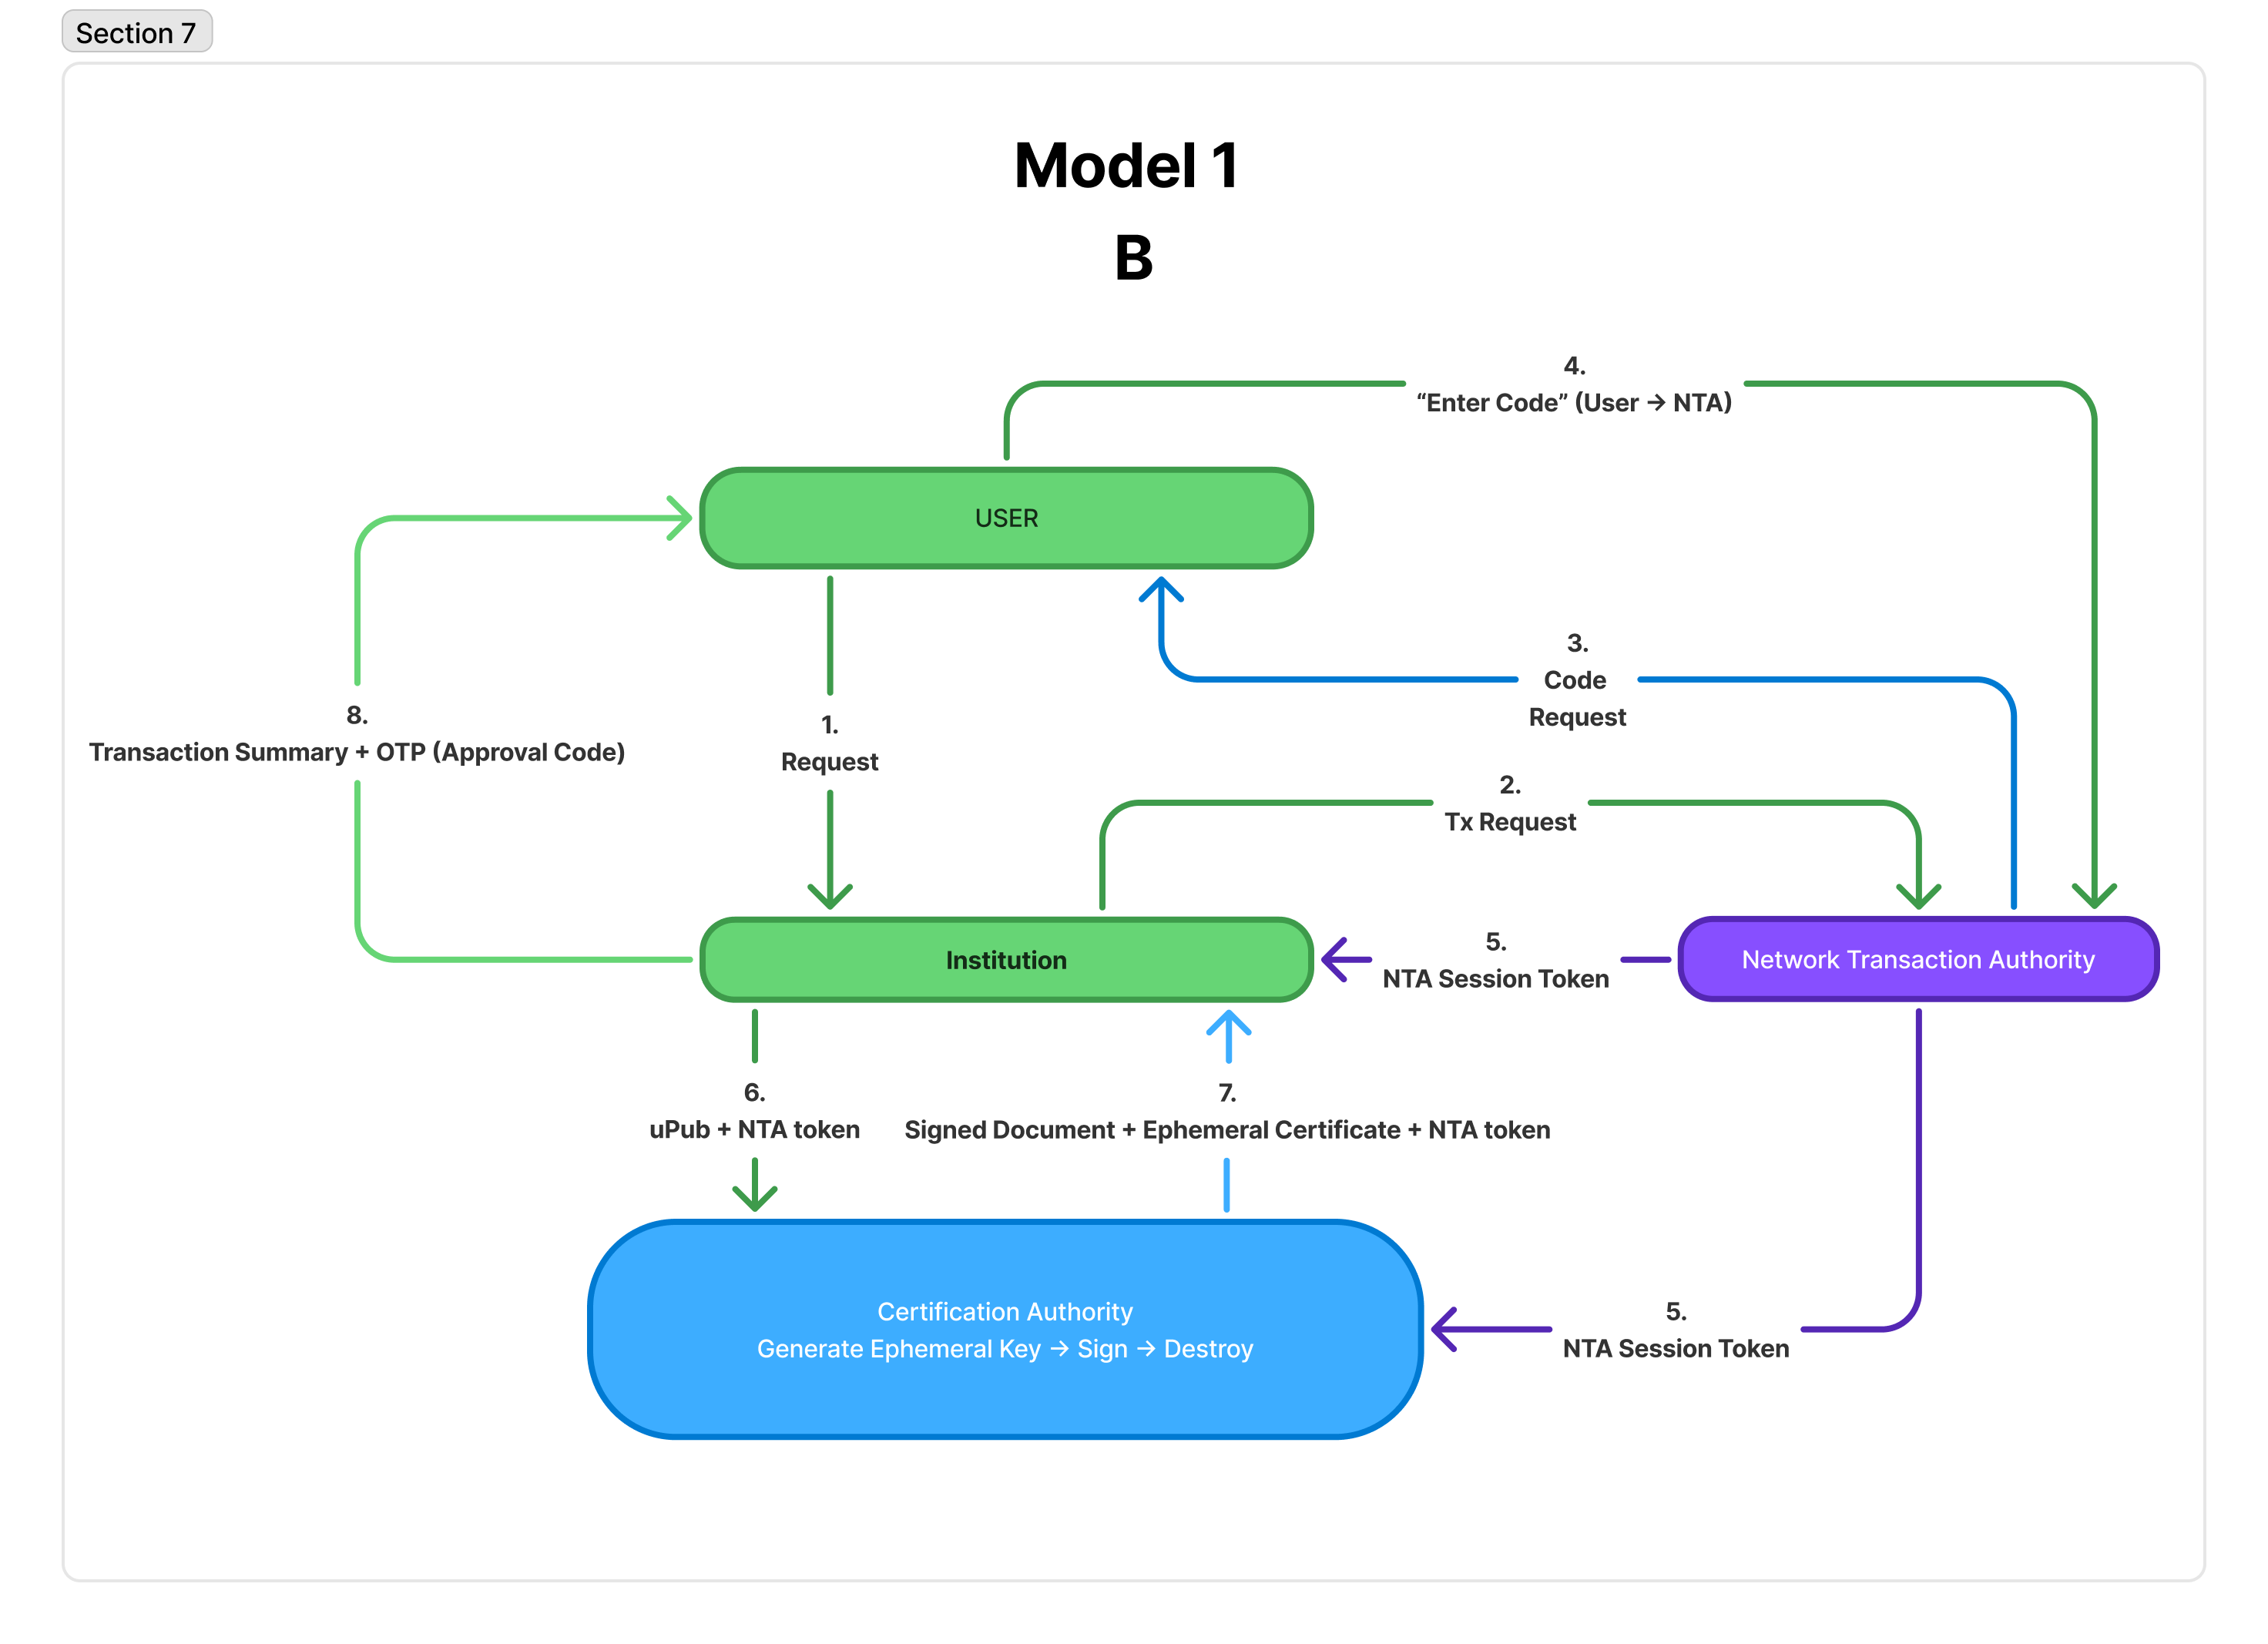 Section 7
Model 1
B
4.
“Enter Code” (User → NTA)
USER
3.
Code
Request
8.
Transaction Summary + OTP (Approval Code)
1.
Request
2.
Tx Request
Institution
5.
NTA Session Token
Network Transaction Authority
6.
uPub + NTA token
7.
Signed Document + Ephemeral Certificate + NTA token
Certification Authority
Generate Ephemeral Key → Sign → Destroy
5.
NTA Session Token